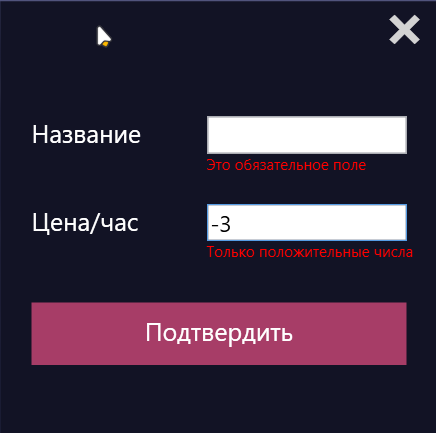 Название
Это обязательное поле
Цена/час
-3
Только положительные числа
Подтвердить